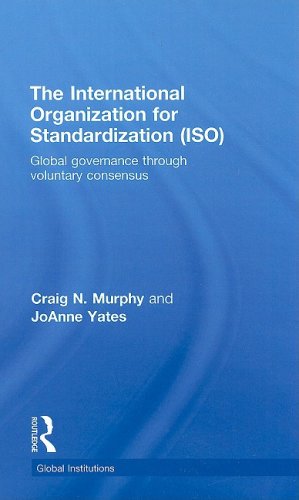 The International
Organization for
Standardization (ISO)
Global governance through
voluntary consensus
Craig N. Murphy and
JoAnne Yates
ROUTLEDGE
Global Institutions